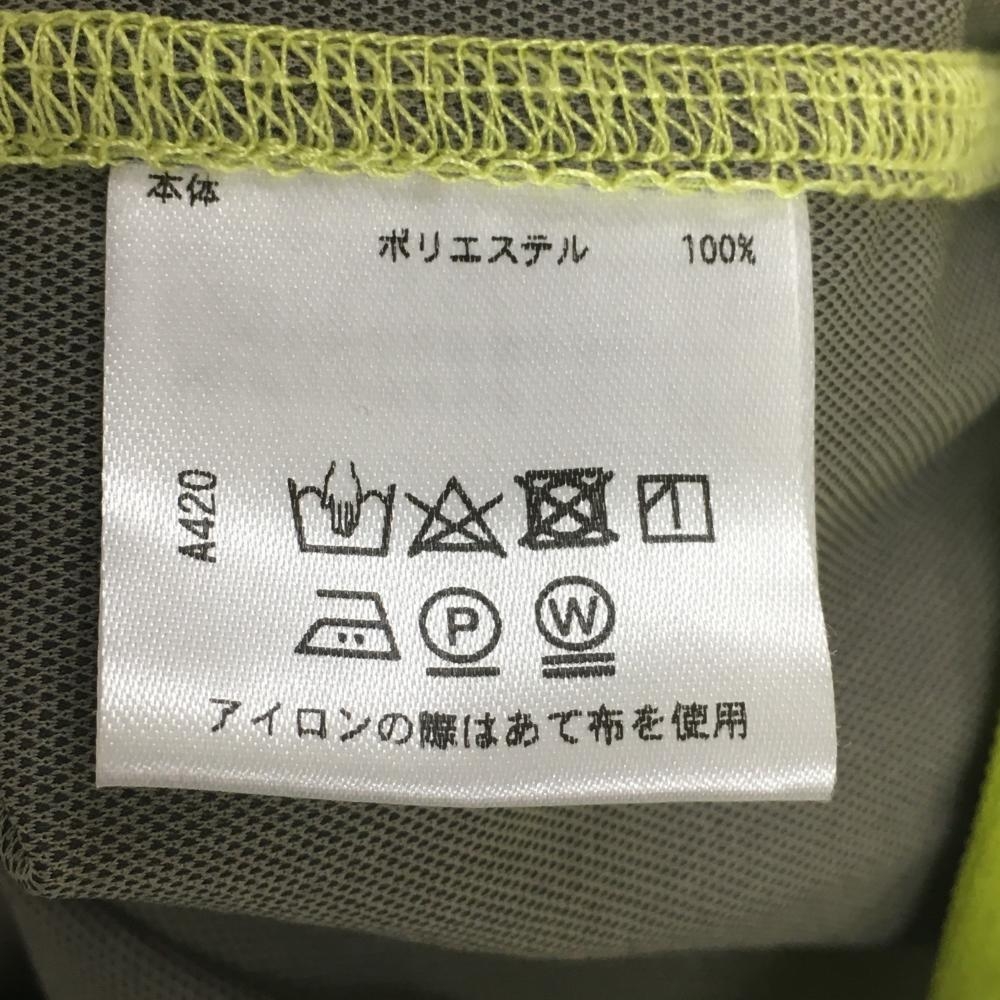 本体
ポリエステル 100%
A420
P W
アイロンの際はあて布を使用